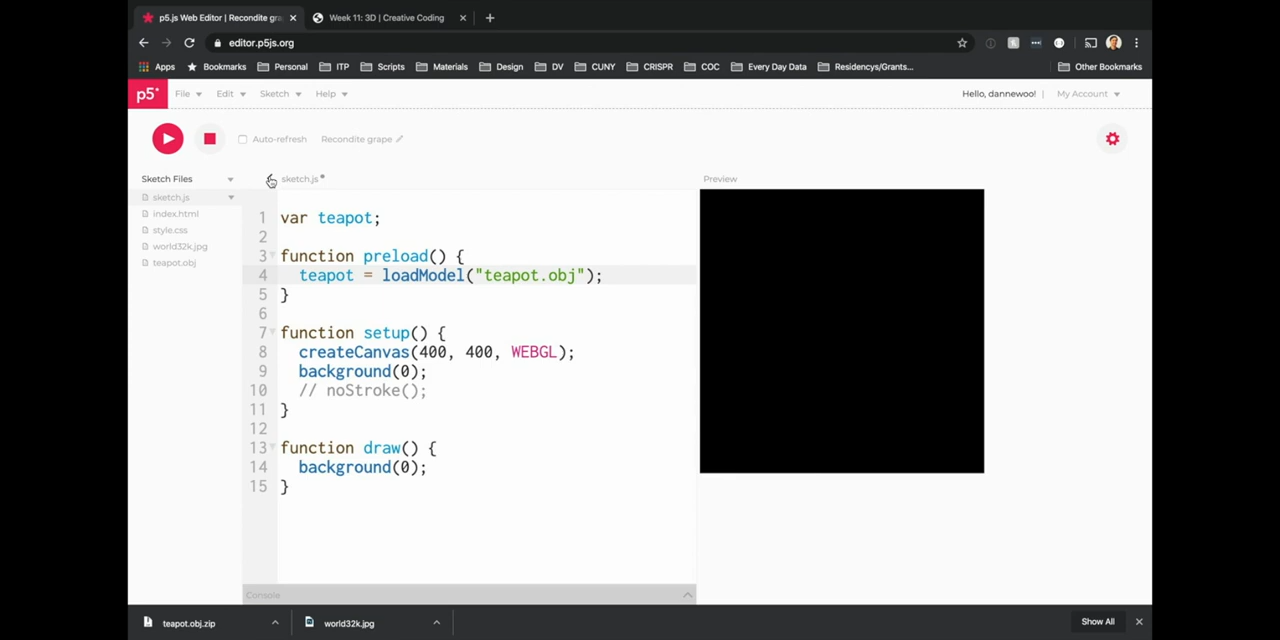 p5.js Web Editor | Recondite gra
Week 11: 3D | Creative Coding
editor.p5js.org
Apps
Bookmarks
Personal
ITP
Scripts
Materials
Design
DV
CUNY
CRISPR
COC
Every Day Data
Residencys/Grants...
Other Bookmarks
p5*
File
Edit
Sketch
Help
Hello, dannewoo!
My Account
Auto-refresh
Recondite grape
Sketch Files
sketch.js
Preview
sketch.js
index.html
style.css
world32k.jpg
teapot.obj
1 var teapot;
2
3 function preload() {
4 teapot = loadModel("teapot.obj");
5 }
6
7 function setup() {
8 createCanvas(400, 400, WEBGL);
9 background(0);
10 // noStroke();
11 }
12
13 function draw() {
14 background(0);
15 }
Console
teapot.obj.zip
world32k.jpg
Show All